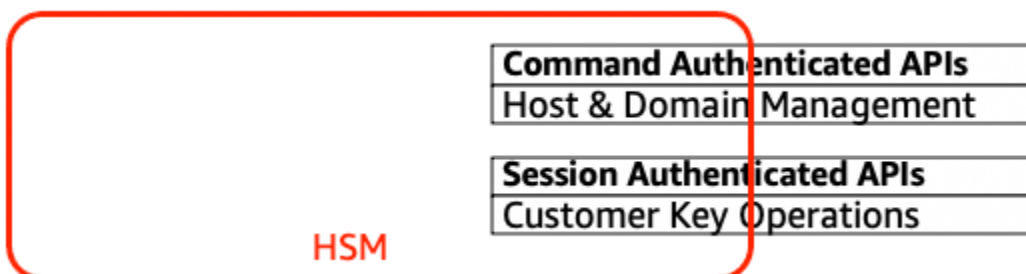 Command Authenticated APIs
Host & Domain Management
Session Authenticated APIs
Customer Key Operations
HSM